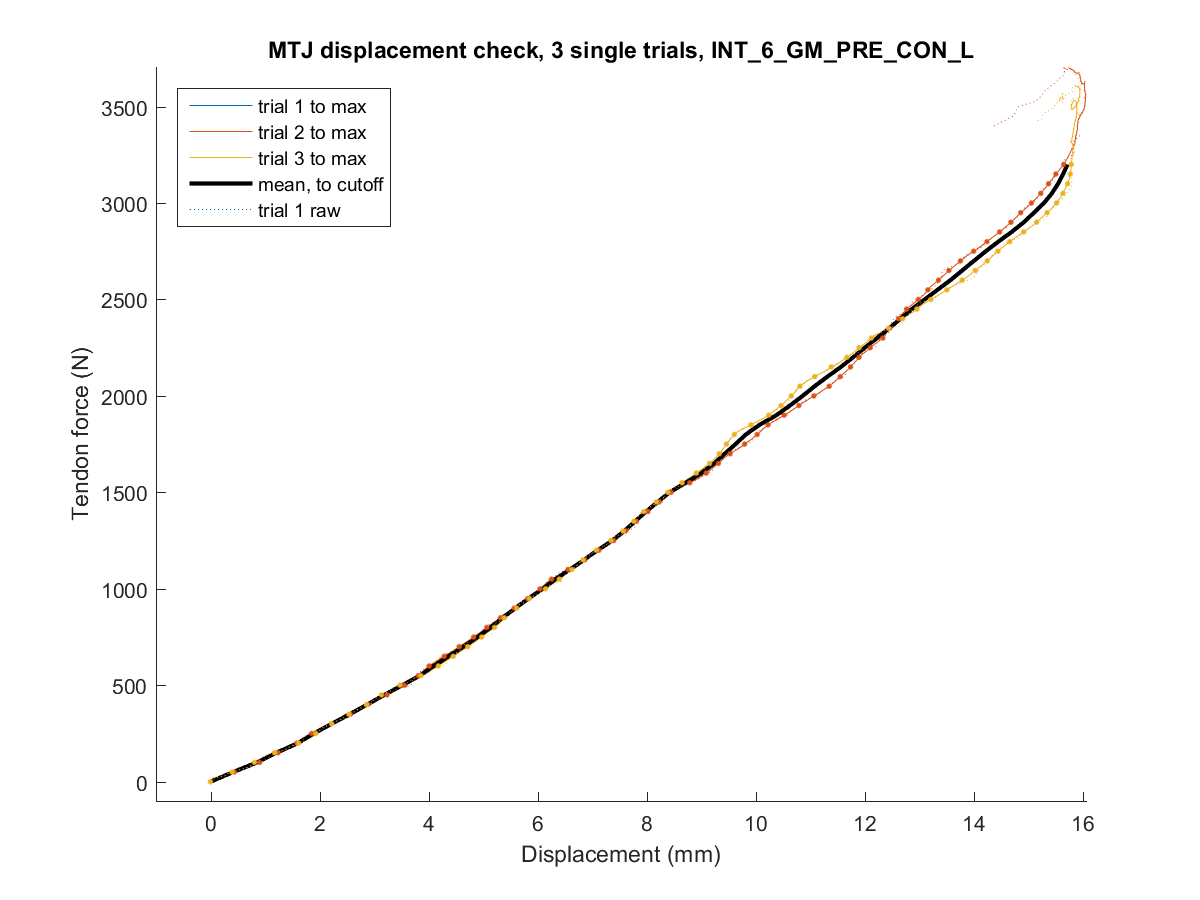 MTJ displacement check, 3 single trials, INT_6_GM_PRE_CON_L
trial 1 to max
trial 2 to max
trial 3 to max
mean, to cutoff
trial 1 raw
3500
3000
2500
2000
1500
1000
500
0
Tendon force (N)
0 2 4 6 8 10 12 14 16
Displacement (mm)